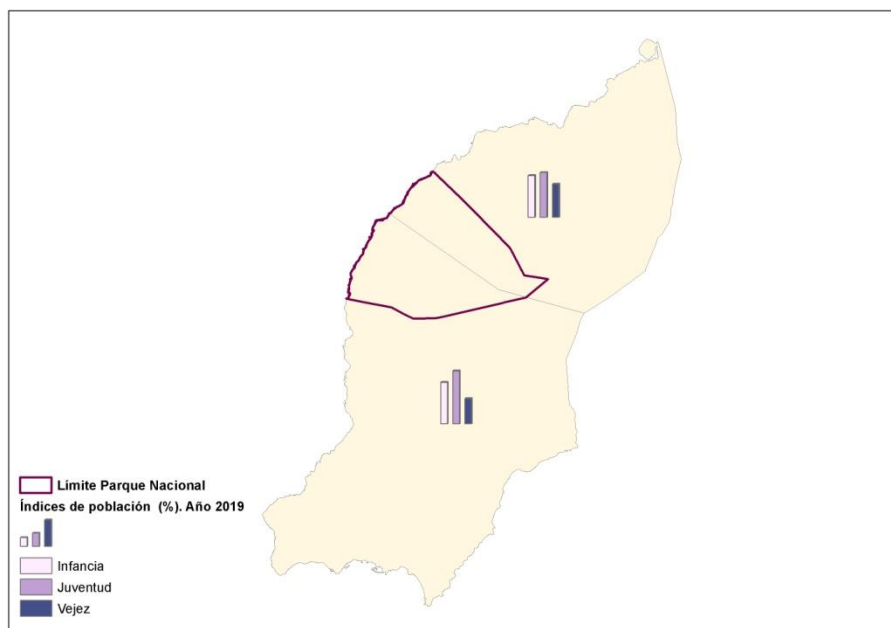 Límite Parque Nacional
Índices de población (%). Año 2019
Infancia
Juventud
Vejez